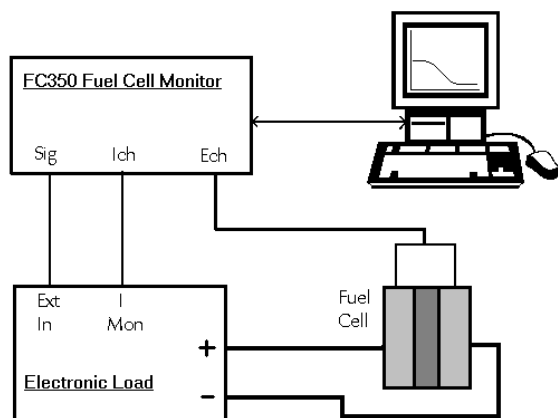 FC350 Fuel Cell Monitor
Sig Ich Ech
Ext In
I Mon
Fuel Cell
+
Electronic Load
-